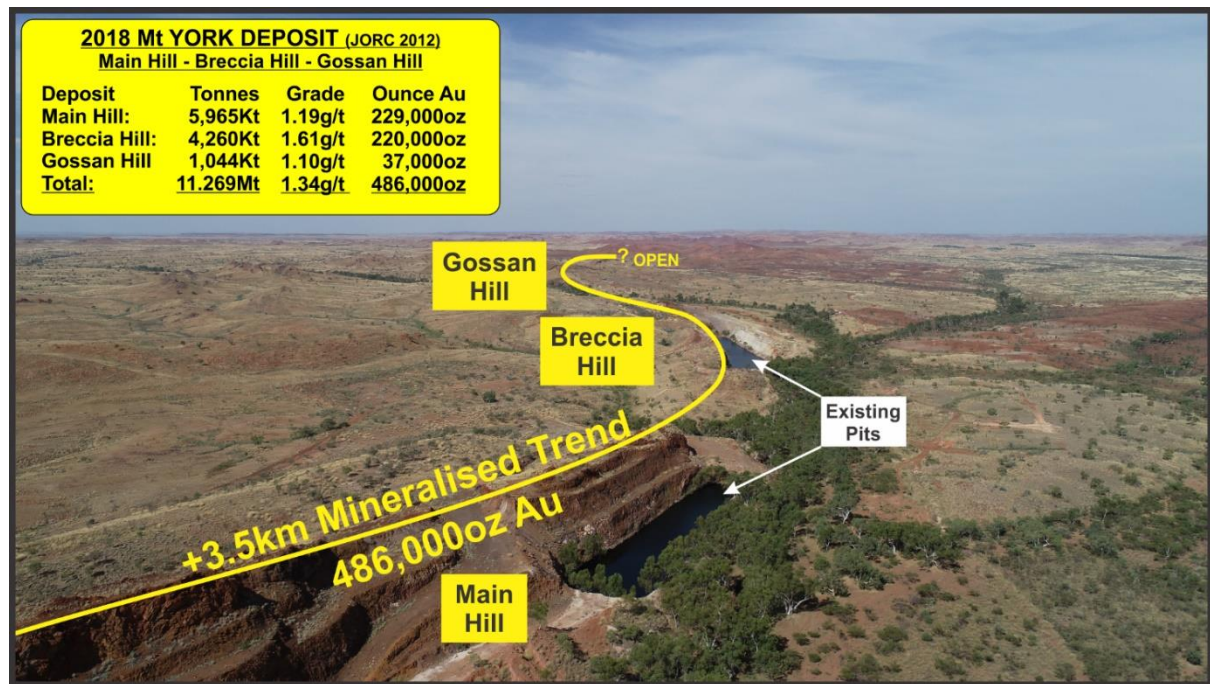 2018 Mt YORK DEPOSIT (JORC 2012)
Main Hill - Breccia Hill - Gossan Hill
Deposit Tonnes Grade Ounce Au
Main Hill: 5,965Kt 1.19g/t 229,000oz
Breccia Hill: 4,260Kt 1.61g/t 220,000oz
Gossan Hill 1,044Kt 1.10g/t 37,000oz
Total: 11.269Mt 1.34g/t 486,000oz
Gossan
Hill
? OPEN
Breccia
Hill
Existing
Pits
+3.5km Mineralised Trend
486,000oz Au
Main
Hill